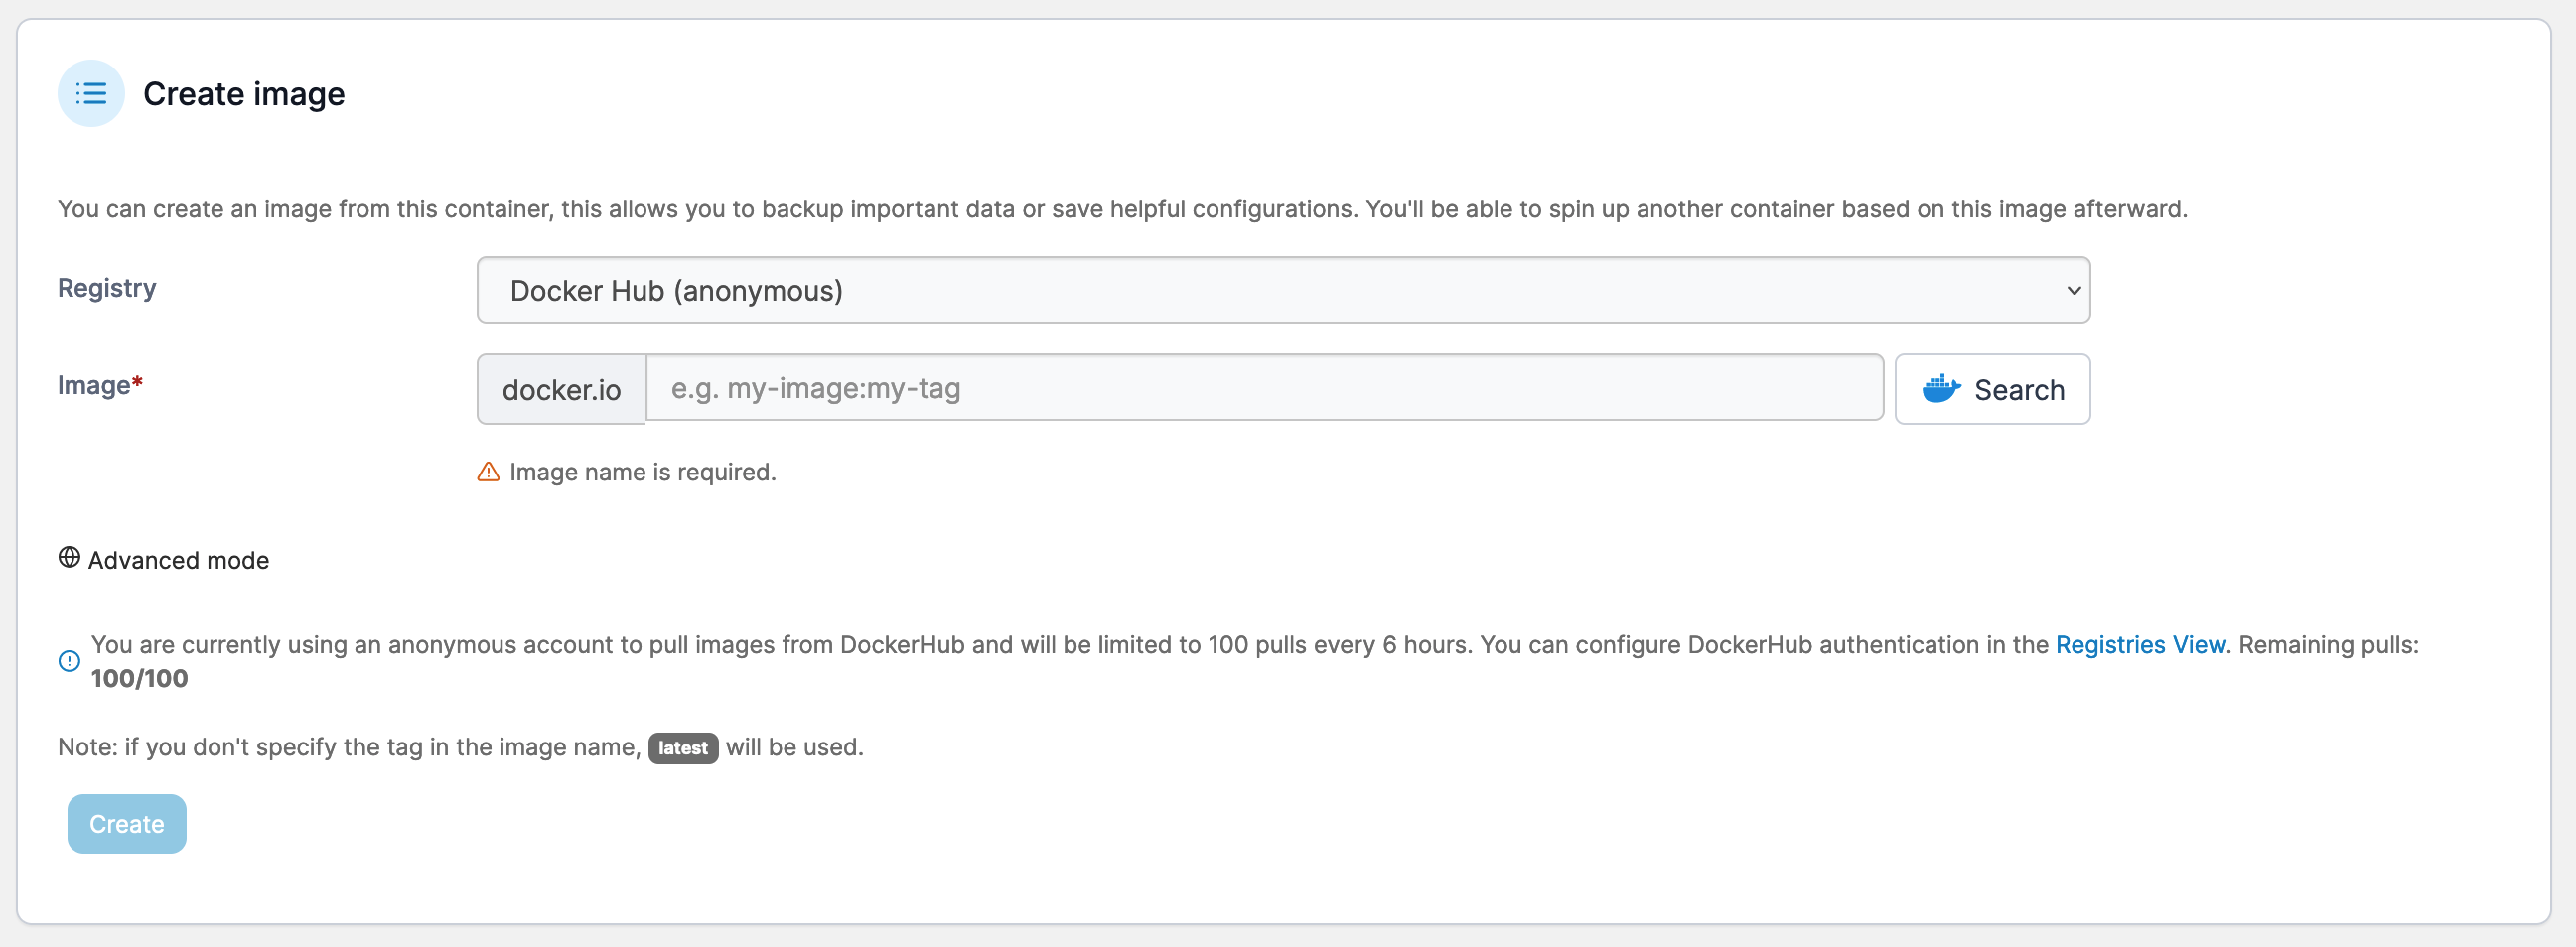 Create image
You can create an image from this container, this allows you to backup important data or save helpful configurations. You'll be able to spin up another container based on this image afterward.
Registry
Docker Hub (anonymous)
Image*
docker.io
e.g. my-image:my-tag
Search
Image name is required.
Advanced mode
You are currently using an anonymous account to pull images from DockerHub and will be limited to 100 pulls every 6 hours. You can configure DockerHub authentication in the Registries View. Remaining pulls:
100/100
Note: if you don't specify the tag in the image name, latest will be used.
Create